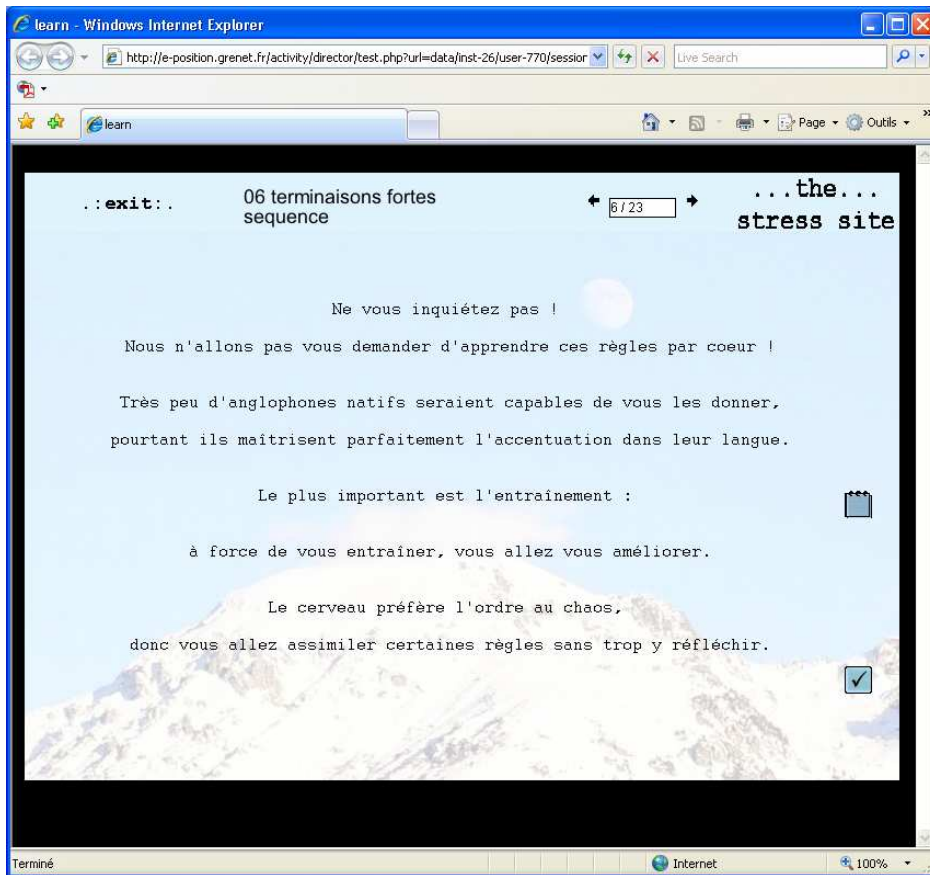 learn - Windows Internet Explorer
http://e-position.grenet.fr/activity/director/test.php?url=data/inst-26/user-770/session
Live Search
learn
Page
Outils
.:exit:.
06 terminaisons fortes
sequence
6 / 23
...the...
stress site
Ne vous inquiétez pas !
Nous n'allons pas vous demander d'apprendre ces règles par coeur !
Très peu d'anglophones natifs seraient capables de vous les donner,
pourtant ils maîtrisent parfaitement l'accentuation dans leur langue.
Le plus important est l'entraînement :
à force de vous entraîner, vous allez vous améliorer.
Le cerveau préfère l'ordre au chaos,
donc vous allez assimiler certaines règles sans trop y réfléchir.
Terminé
Internet
100%